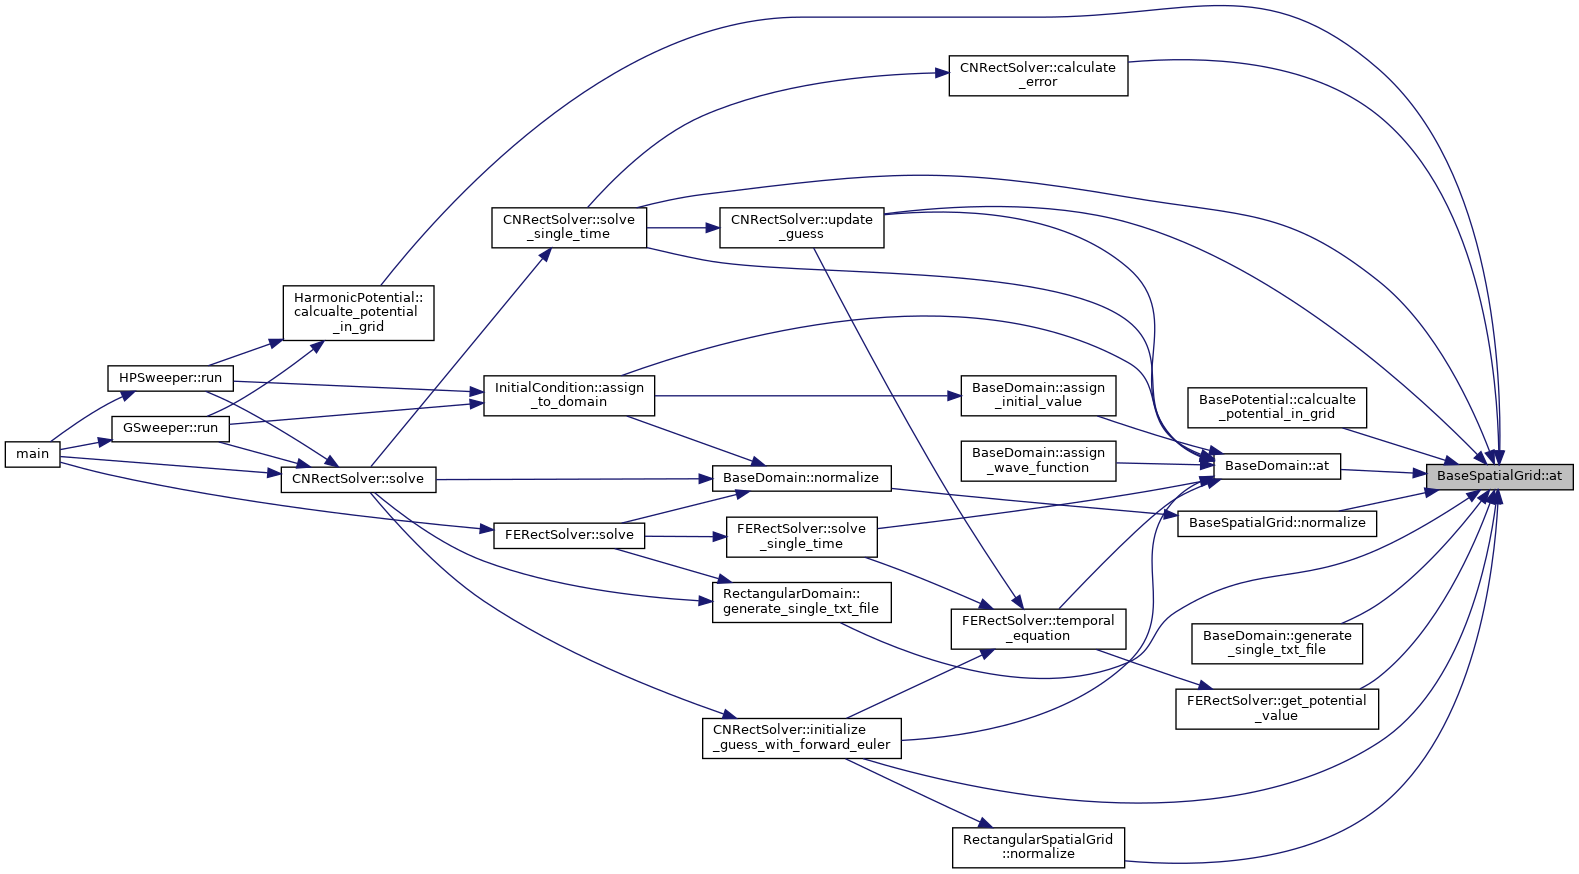 CNRectSolver::calculate
_error
CNRectSolver::solve
_single_time
CNRectSolver::update
_guess
HarmonicPotential::
calcualte_potential
_in_grid
HPSweeper::run
InitialCondition::assign
_to_domain
BaseDomain::assign
_initial_value
BasePotential::calcualte
_potential_in_grid
GSweeper::run
main
BaseDomain::assign
_wave_function
BaseDomain::at
BaseSpatialGrid::at
CNRectSolver::solve
BaseDomain::normalize
FERectSolver::solve
FERectSolver::solve
_single_time
BaseSpatialGrid::normalize
RectangularDomain::
generate_single_txt_file
FERectSolver::temporal
_equation
BaseDomain::generate
_single_txt_file
FERectSolver::get_potential
_value
CNRectSolver::initialize
_guess_with_forward_euler
RectangularSpatialGrid
::normalize